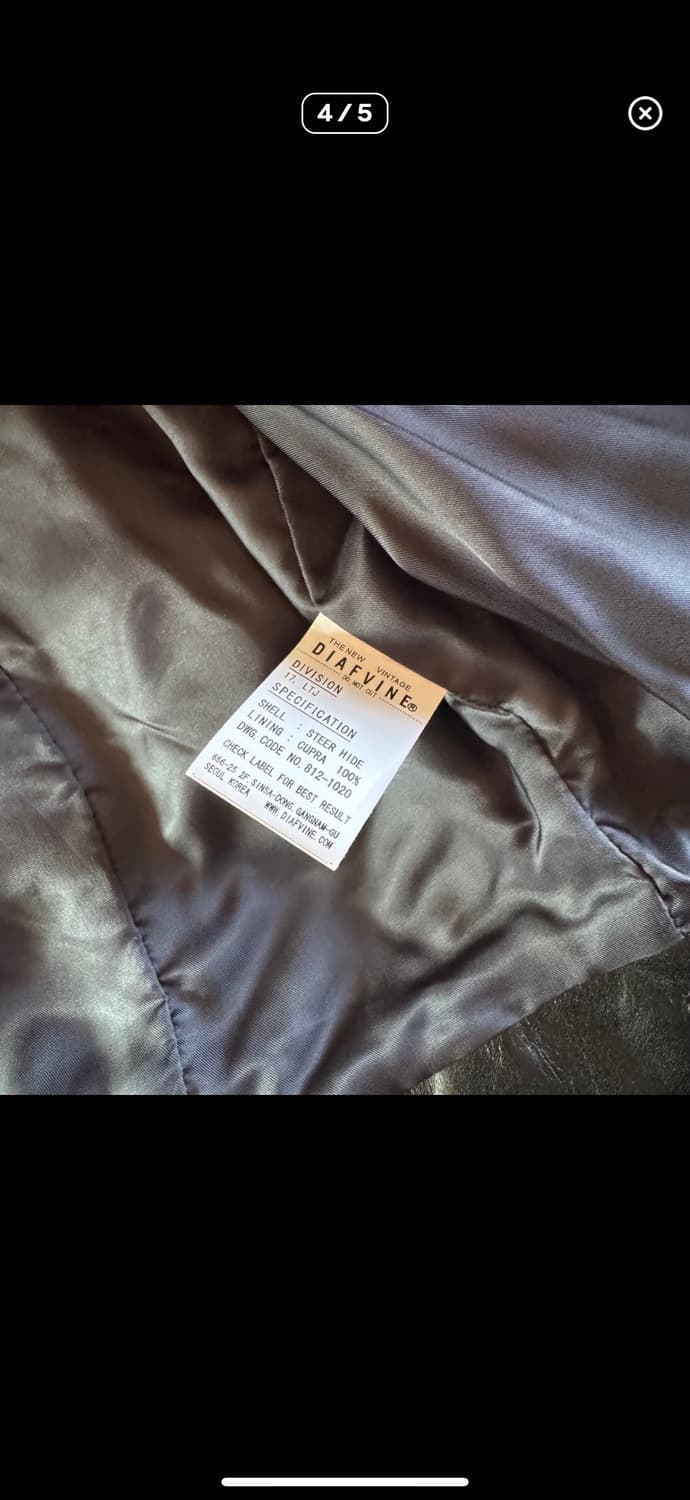 4/5
THE NEW VINTAGE
DIAFVINE®
DO NOT CUT
DIVISION
17. LTJ
SPECIFICATION
SHELL : STEER HIDE
LINING : CUPRA 100%
DWG. CODE NO. 812-1020
CHECK LABEL FOR BEST RESULT
656-25 2F. SINSA-DONG. GANGNAM-GU
SEOUL KOREA WWW.DIAFVINE.COM